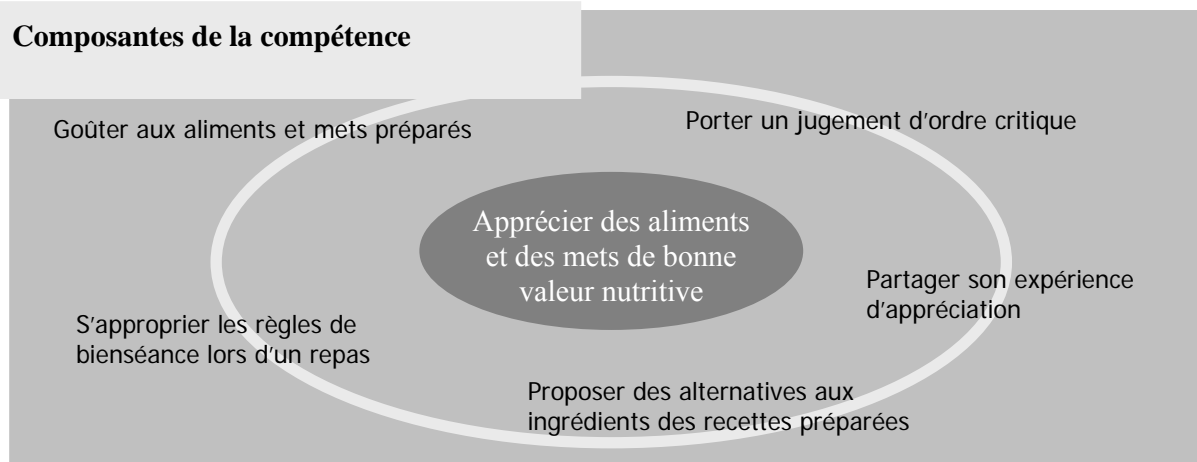 Composantes de la compétence
Goûter aux aliments et mets préparés
Porter un jugement d'ordre critique
Apprécier des aliments
et des mets de bonne
valeur nutritive
Partager son expérience
d'appréciation
S'approprier les règles de
bienséance lors d'un repas
Proposer des alternatives aux
ingrédients des recettes préparées